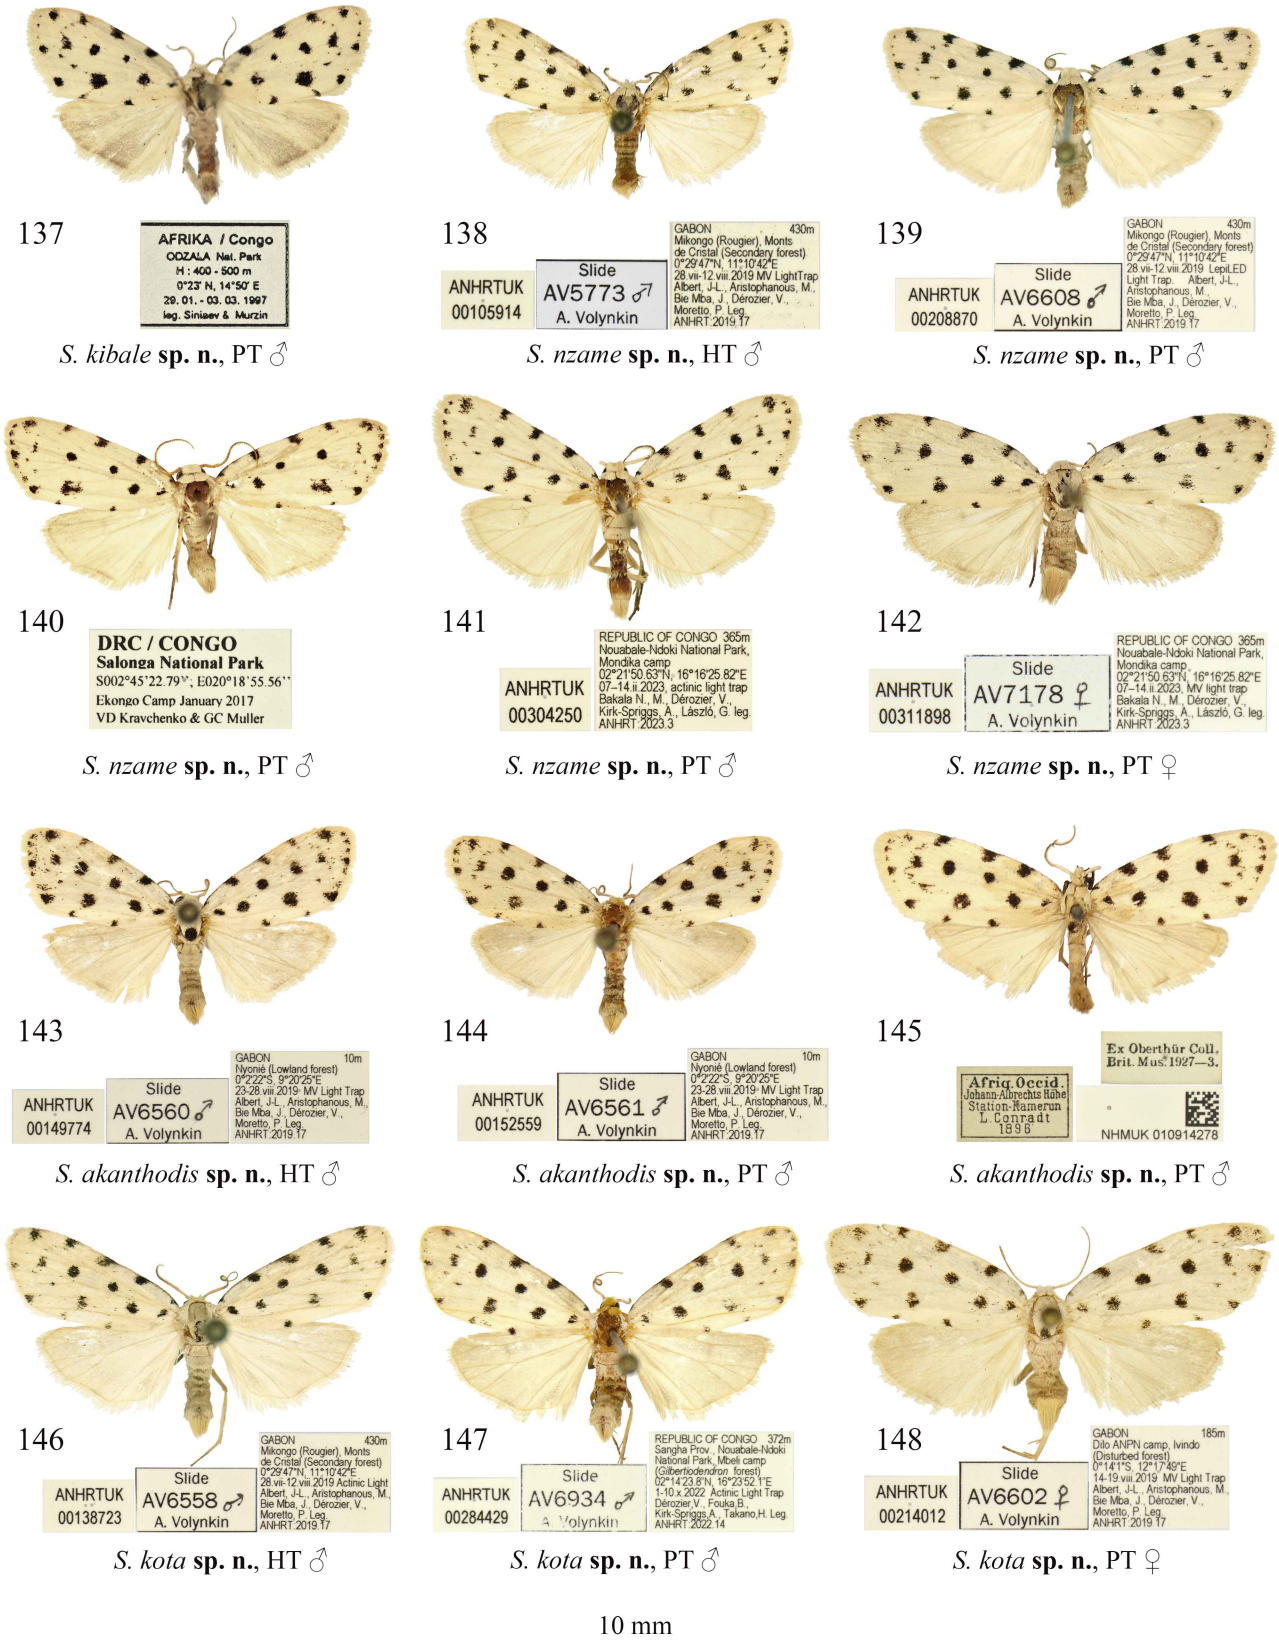 137
AFRIKA / Congo
ODZALA Nat. Park
H : 400 - 500 m
0°23' N, 14°50' E
29. 01. - 03. 03. 1997
leg. Siniaev & Murzin
S. kibale sp. n., PT ♂
138
ANHRTUK
00105914
Slide
AV5773 ♂
A. Volynkin
GABON 430m
Mikongo (Rougier), Monts
de Cristal (Secondary forest)
0°29'47"N, 11°10'42"E
28.vii-12.viii.2019 MV LightTrap
Albert, J-L., Aristophanous, M.,
Bie Mba, J., Dérozier, V.,
Moretto, P. Leg.
ANHRT:2019.17
S. nzame sp. n., HT ♂
139
ANHRTUK
00208870
Slide
AV6608 ♂
A. Volynkin
GABON 430m
Mikongo (Rougier), Monts
de Cristal (Secondary forest)
0°29'47"N, 11°10'42"E
28.vii-12.viii.2019 LepiLED
Light Trap. Albert, J-L.,
Aristophanous, M.,
Bie Mba, J., Dérozier, V.,
Moretto, P. Leg.
ANHRT:2019.17
S. nzame sp. n., PT ♂
140
DRC / CONGO
Salonga National Park
S002°45'22.79"; E020°18'55.56''
Ekongo Camp January 2017
VD Kravchenko & GC Muller
S. nzame sp. n., PT ♂
141
ANHRTUK
00304250
REPUBLIC OF CONGO 365m
Nouabale-Ndoki National Park,
Mondika camp
02°21'50.63"N, 16°16'25.82"E
07–14.ii.2023, actinic light trap
Bakala N., M., Dérozier, V.,
Kirk-Spriggs, A., László, G. leg.
ANHRT:2023.3
S. nzame sp. n., PT ♂
142
ANHRTUK
00311898
Slide
AV7178 ♀
A. Volynkin
REPUBLIC OF CONGO 365m
Nouabale-Ndoki National Park,
Mondika camp
02°21'50.63"N, 16°16'25.82"E
07–14.ii.2023, MV light trap
Bakala N., M., Dérozier, V.,
Kirk-Spriggs, A., László, G. leg.
ANHRT:2023.3
S. nzame sp. n., PT ♀
143
ANHRTUK
00149774
Slide
AV6560 ♂
A. Volynkin
GABON 10m
Nyonié (Lowland forest)
0°2'22"S, 9°20'25"E
23-28.viii.2019 MV Light Trap
Albert, J-L., Aristophanous, M.,
Bie Mba, J., Dérozier, V.,
Moretto, P. Leg.
ANHRT:2019.17
S. akanthodis sp. n., HT ♂
144
ANHRTUK
00152559
Slide
AV6561 ♂
A. Volynkin
GABON 10m
Nyonié (Lowland forest)
0°2'22"S, 9°20'25"E
23-28.viii.2019 MV Light Trap
Albert, J-L., Aristophanous, M.,
Bie Mba, J., Dérozier, V.,
Moretto, P. Leg.
ANHRT:2019.17
S. akanthodis sp. n., PT ♂
145
Ex Oberthür Coll.
Brit. Mus. 1927—3.
Afriq. Occid.
Johann-Albrechts Höhe
Station-Kamerun
L. Conradt
1896
NHMUK 010914278
S. akanthodis sp. n., PT ♂
146
ANHRTUK
00138723
Slide
AV6558 ♂
A. Volynkin
GABON 430m
Mikongo (Rougier), Monts
de Cristal (Secondary forest)
0°29'47"N, 11°10'42"E
28.vii-12.viii.2019 Actinic Light
Albert, J-L., Aristophanous, M.,
Bie Mba, J., Dérozier, V.,
Moretto, P. Leg.
ANHRT:2019.17
S. kota sp. n., HT ♂
147
ANHRTUK
00284429
Slide
AV6934 ♂
A. Volynkin
REPUBLIC OF CONGO 372m
Sangha Prov., Nouabale-Ndoki
National Park, Mbeli camp
(Gilbertiodendron forest)
02°14'23.8"N, 16°23'52.1"E
1-10.x.2022 Actinic Light Trap
Dérozier,V., Fouka,B.,
Kirk-Spriggs,A., Takano,H. Leg.
ANHRT:2022.14
S. kota sp. n., PT ♂
148
ANHRTUK
00214012
Slide
AV6602 ♀
A. Volynkin
GABON 185m
Dilo ANPN camp, Ivindo
(Disturbed forest)
0°14'1"S, 12°17'49"E
14-19.viii.2019 MV Light Trap
Albert, J-L., Aristophanous, M.,
Bie Mba, J., Dérozier, V.,
Moretto, P. Leg.
ANHRT:2019.17
S. kota sp. n., PT ♀
10 mm